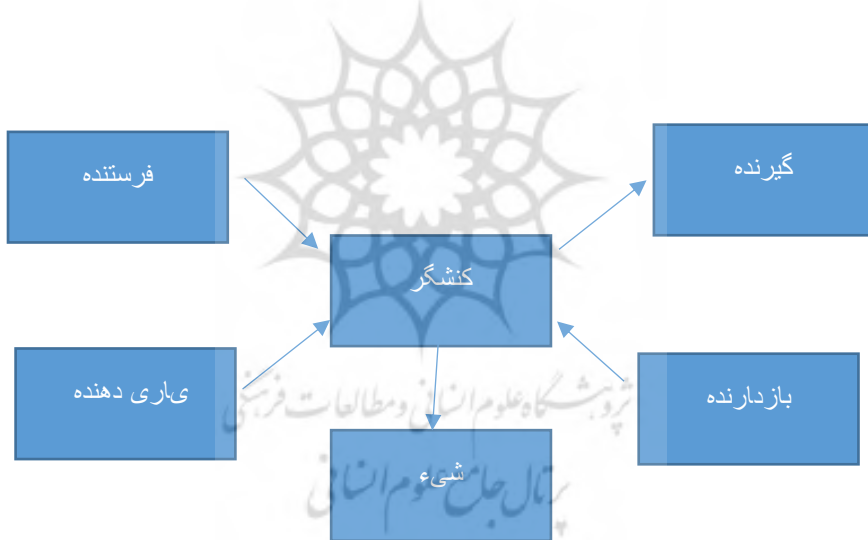 گیرنده
فرستنده
کنشگر
بازدارنده
یاری دهنده
شیء
پژوهشگاه علوم انسانی و مطالعات فرهنگی
پرتال جامع علوم انسانی